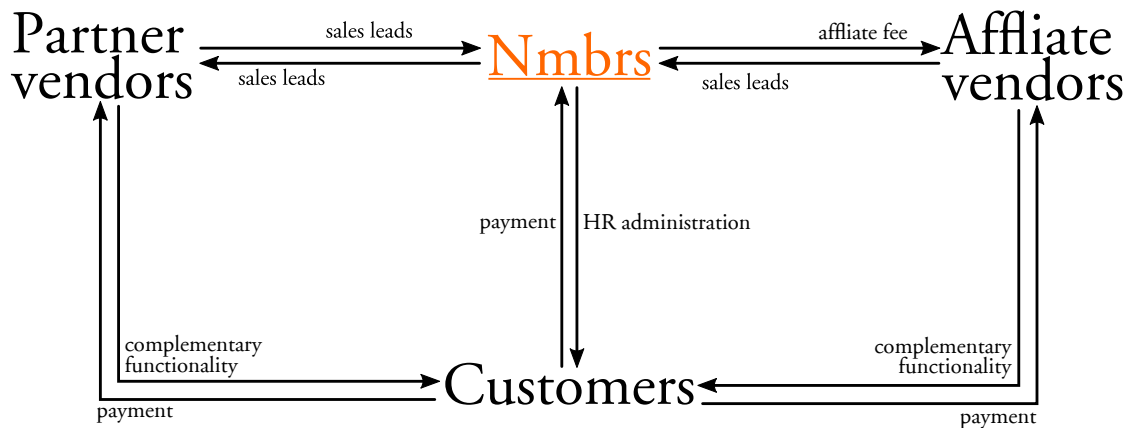 Partner
vendors
sales leads
sales leads
Nmbrs
affliate fee
sales leads
Affliate
vendors
payment
HR administration
complementary
functionality
payment
Customers
complementary
functionality
payment